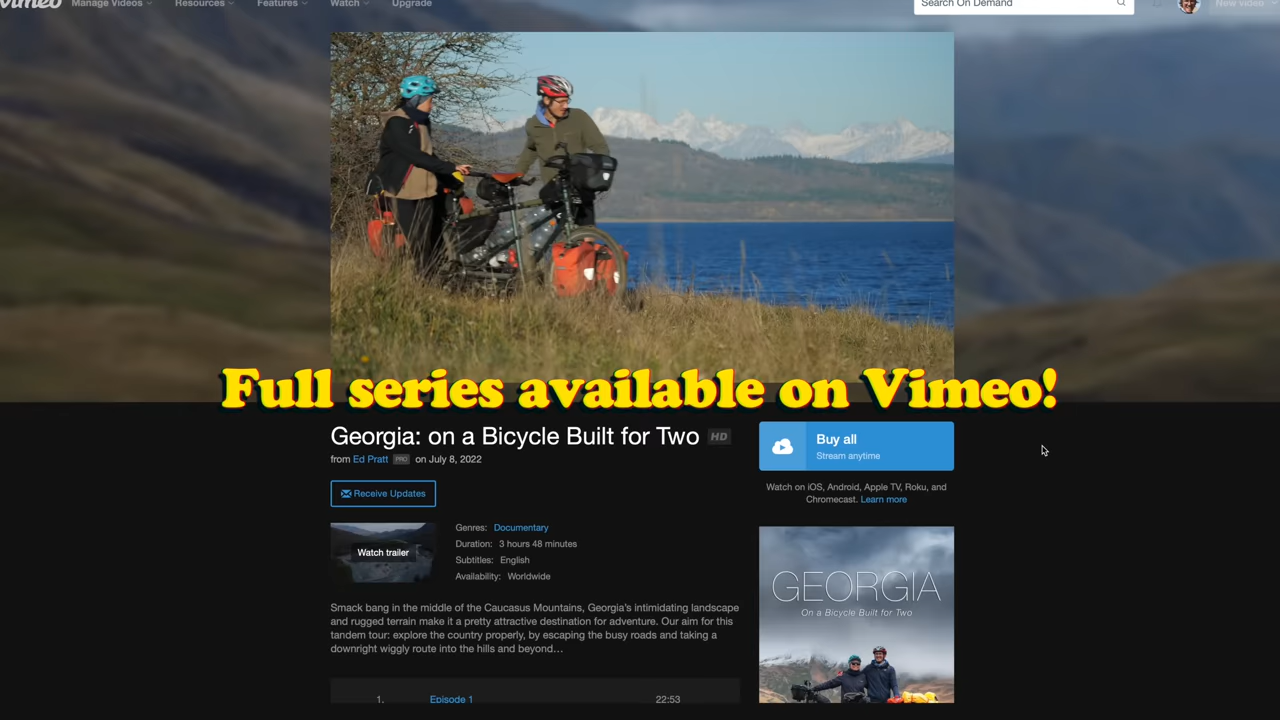 vimeo
Manage Videos
Resources
Features
Watch
Upgrade
Search On Demand
New video
Full series available on Vimeo!
Georgia: on a Bicycle Built for Two HD
from Ed Pratt PRO on July 8, 2022
Receive Updates
Buy all
Stream anytime
Watch on iOS, Android, Apple TV, Roku, and
Chromecast. Learn more
Watch trailer
Genres: Documentary
Duration: 3 hours 48 minutes
Subtitles: English
Availability: Worldwide
Smack bang in the middle of the Caucasus Mountains, Georgia's intimidating landscape
and rugged terrain make it a pretty attractive destination for adventure. Our aim for this
tandem tour: explore the country properly, by escaping the busy roads and taking a
downright wiggly route into the hills and beyond…
GEORGIA
On a Bicycle Built for Two
1. Episode 1 22:53